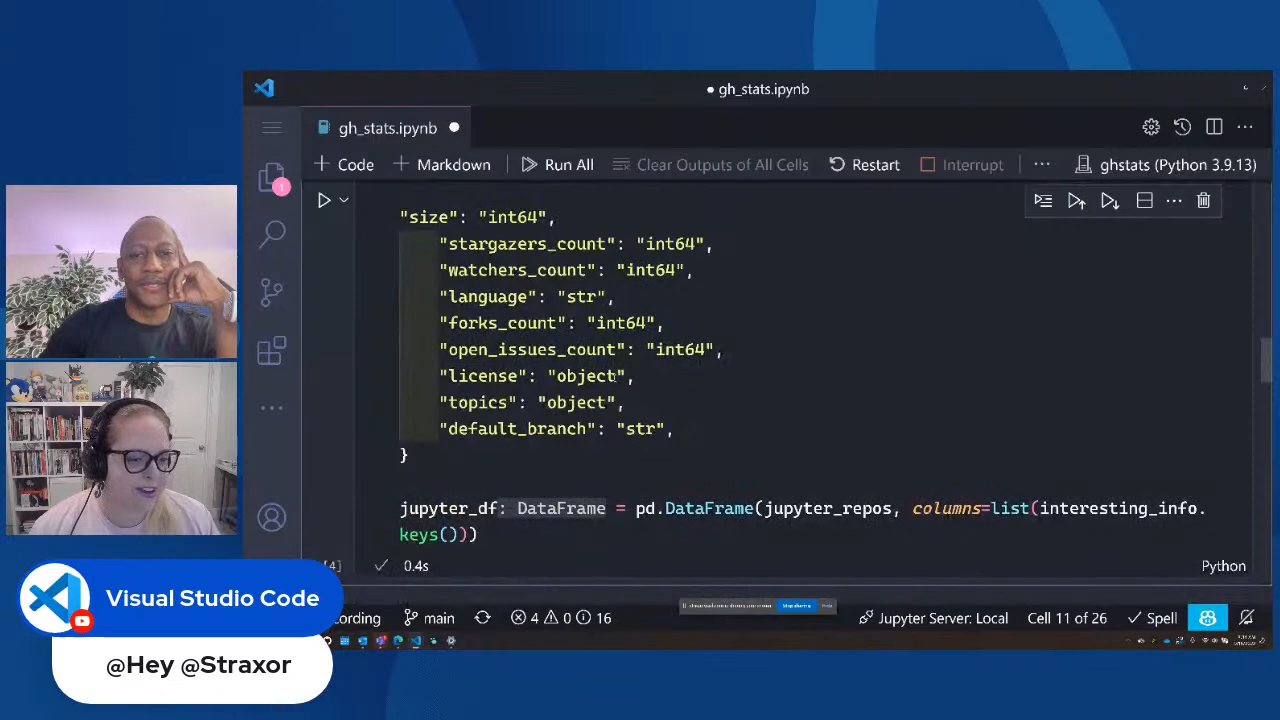 gh_stats.ipynb
gh_stats.ipynb
Code
Markdown
Run All
Clear Outputs of All Cells
Restart
Interrupt
ghstats (Python 3.9.13)
1
"size": "int64",
"stargazers_count": "int64",
"watchers_count": "int64",
"language": "str",
"forks_count": "int64",
"open_issues_count": "int64",
"license": "object",
"topics": "object",
"default_branch": "str",
}
jupyter_df: DataFrame = pd.DataFrame(jupyter_repos, columns=list(interesting_info.
keys()))
[4]
0.4s
Python
Visual Studio Code
@Hey @Straxor
main
4
0
16
Jupyter Server: Local
Cell 11 of 26
Spell